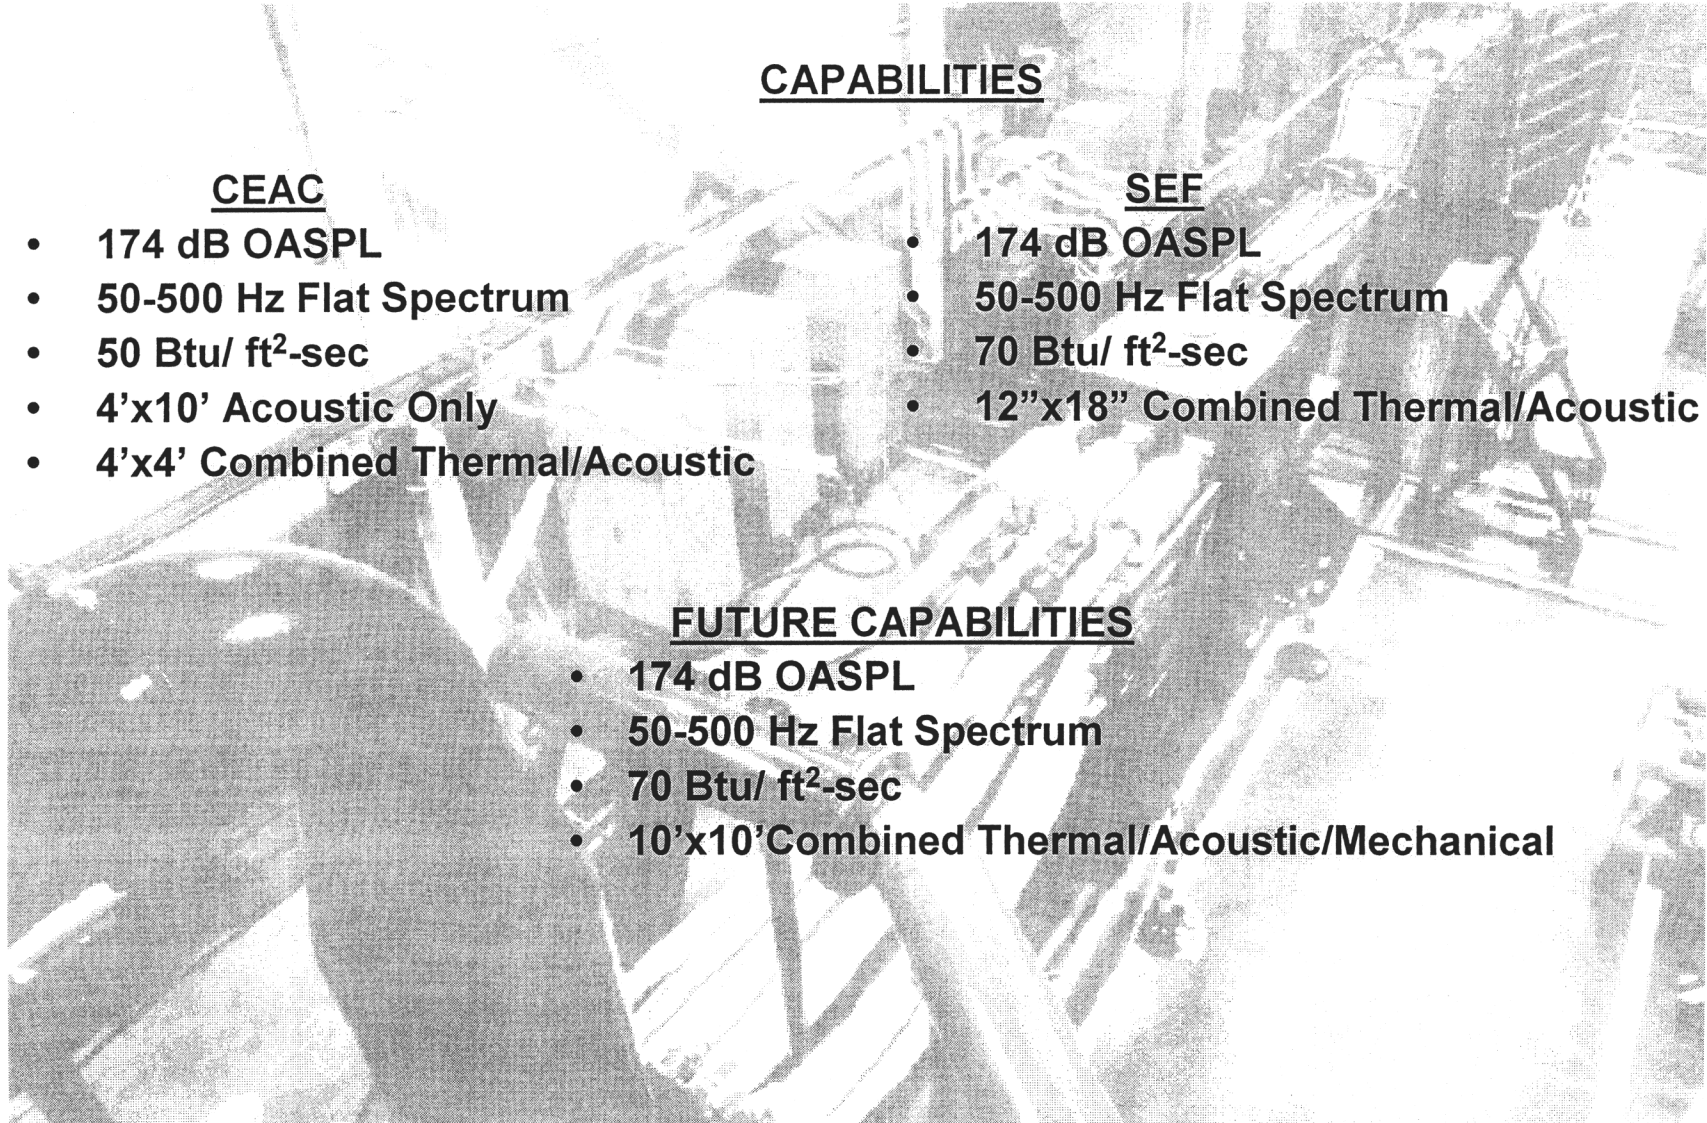 CAPABILITIES
CEAC
• 174 dB OASPL
• 50-500 Hz Flat Spectrum
• 50 Btu/ ft²-sec
• 4’x10’ Acoustic Only
• 4’x4’ Combined Thermal/Acoustic
SEF
• 174 dB OASPL
• 50-500 Hz Flat Spectrum
• 70 Btu/ ft²-sec
• 12”x18” Combined Thermal/Acoustic
FUTURE CAPABILITIES
• 174 dB OASPL
• 50-500 Hz Flat Spectrum
• 70 Btu/ ft²-sec
• 10’x10’Combined Thermal/Acoustic/Mechanical